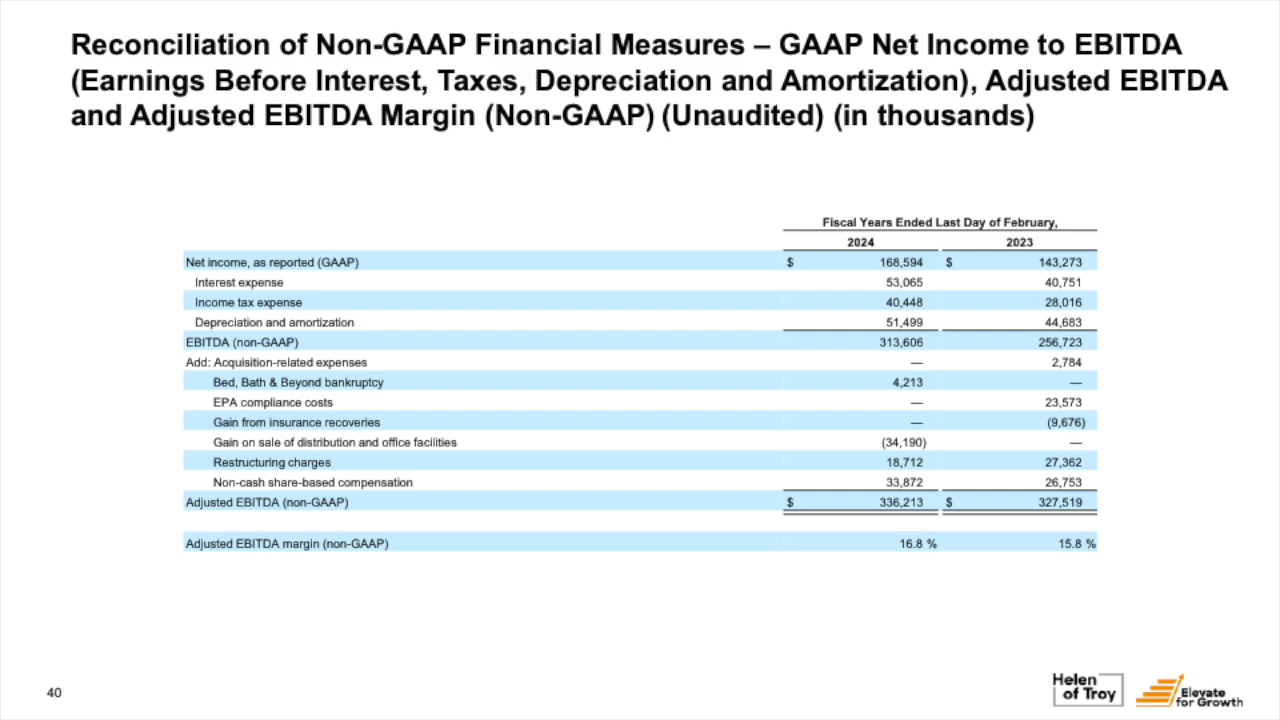 Reconciliation of Non-GAAP Financial Measures – GAAP Net Income to EBITDA
(Earnings Before Interest, Taxes, Depreciation and Amortization), Adjusted EBITDA
and Adjusted EBITDA Margin (Non-GAAP) (Unaudited) (in thousands)
Fiscal Years Ended Last Day of February,
2024 2023
Net income, as reported (GAAP) $ 168,594 $ 143,273
Interest expense 53,065 40,751
Income tax expense 40,448 28,016
Depreciation and amortization 51,499 44,683
EBITDA (non-GAAP) 313,606 256,723
Add: Acquisition-related expenses — 2,784
Bed, Bath & Beyond bankruptcy 4,213 —
EPA compliance costs — 23,573
Gain from insurance recoveries — (9,676)
Gain on sale of distribution and office facilities (34,190) —
Restructuring charges 18,712 27,362
Non-cash share-based compensation 33,872 26,753
Adjusted EBITDA (non-GAAP) $ 336,213 $ 327,519
Adjusted EBITDA margin (non-GAAP) 16.8 % 15.8 %
40
Helen
of Troy
Elevate
for Growth